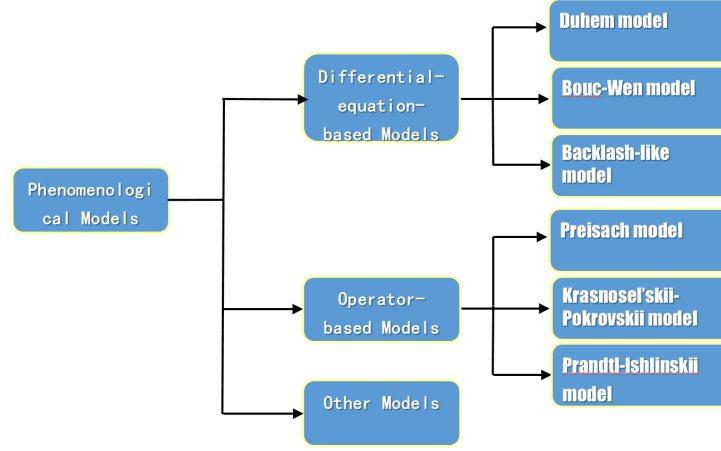 Phenomenologi
cal Models
Differential-
equation-
based Models
Duhem model
Bouc-Wen model
Backlash-like
model
Operator-
based Models
Preisach model
Krasnosel'skii-
Pokrovskii model
Prandtl-Ishlinskii
model
Other Models